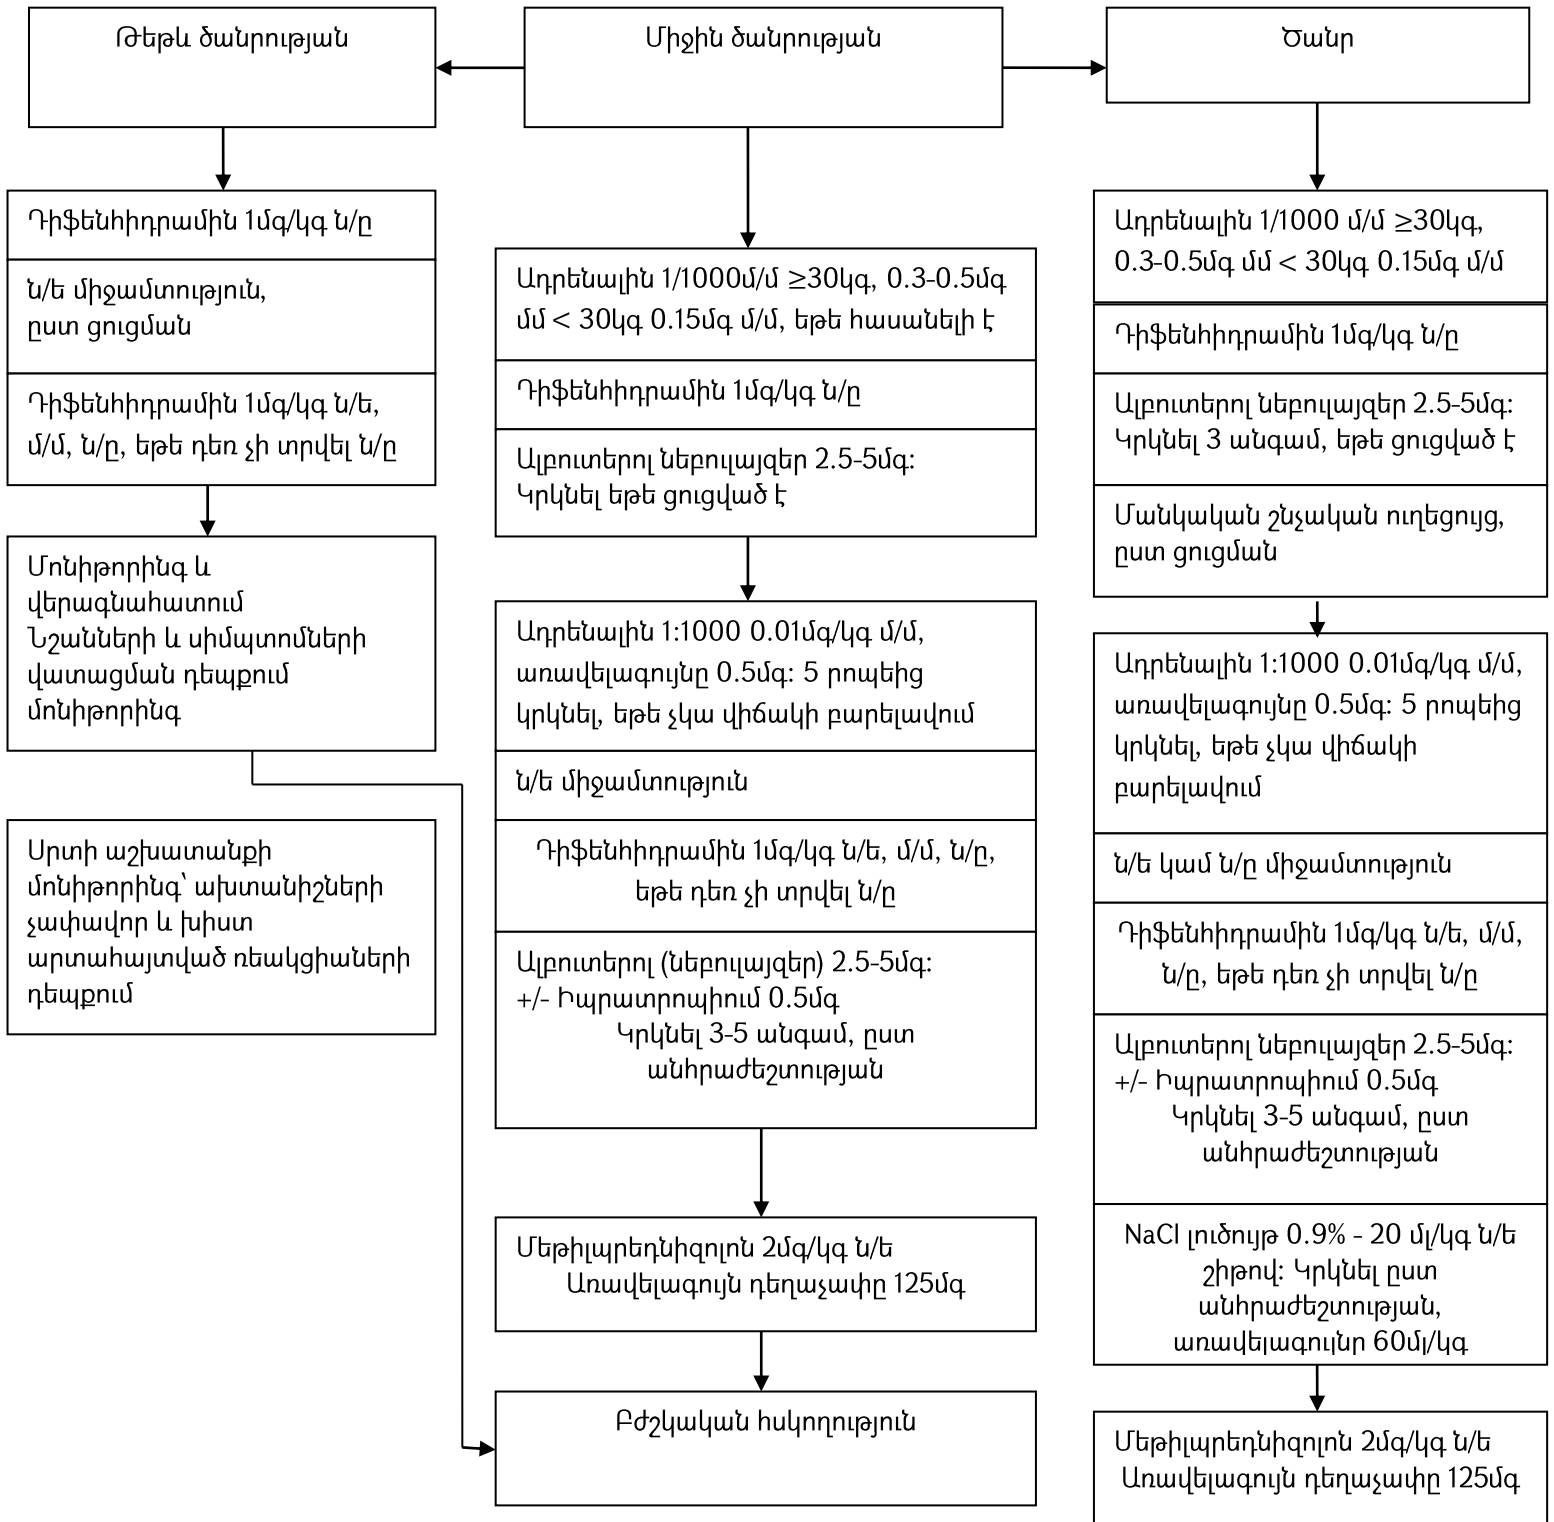 Թեթև ծանրության
Միջին ծանրության
Ծանր
Դիֆենհիդրամին 1մգ/կգ ն/ը
ն/ե միջամտություն,
ըստ ցուցման
Դիֆենհիդրամին 1մգ/կգ ն/ե,
մ/մ, ն/ը, եթե դեռ չի տրվել ն/ը
Մոնիթորինգ և
վերագնահատում
Նշանների և սիմպտոմների
վատացման դեպքում
մոնիթորինգ
Սրտի աշխատանքի
մոնիթորինգ՝ ախտանիշների
չափավոր և խիստ
արտահայտված ռեակցիաների
դեպքում
Ադրենալին 1/1000մ/մ ≥30կգ, 0.3-0.5մգ
մմ < 30կգ 0.15մգ մ/մ, եթե հասանելի է
Դիֆենհիդրամին 1մգ/կգ ն/ը
Ալբուտերոլ նեբուլայզեր 2.5-5մգ:
Կրկնել եթե ցուցված է
Ադրենալին 1:1000 0.01մգ/կգ մ/մ,
առավելագույնը 0.5մգ: 5 րոպեից
կրկնել, եթե չկա վիճակի բարելավում
ն/ե միջամտություն
Դիֆենհիդրամին 1մգ/կգ ն/ե, մ/մ, ն/ը,
եթե դեռ չի տրվել ն/ը
Ալբուտերոլ (նեբուլայզեր) 2.5-5մգ:
+/- Իպրատրոպիում 0.5մգ
Կրկնել 3-5 անգամ, ըստ
անհրաժեշտության
Մեթիլպրեդնիզոլոն 2մգ/կգ ն/ե
Առավելագույն դեղաչափը 125մգ
Բժշկական հսկողություն
Ադրենալին 1/1000 մ/մ ≥30կգ,
0.3-0.5մգ մմ < 30կգ 0.15մգ մ/մ
Դիֆենհիդրամին 1մգ/կգ ն/ը
Ալբուտերոլ նեբուլայզեր 2.5-5մգ:
Կրկնել 3 անգամ, եթե ցուցված է
Մանկական շնչական ուղեցույց,
ըստ ցուցման
Ադրենալին 1:1000 0.01մգ/կգ մ/մ,
առավելագույնը 0.5մգ: 5 րոպեից
կրկնել, եթե չկա վիճակի
բարելավում
ն/ե կամ ն/ը միջամտություն
Դիֆենհիդրամին 1մգ/կգ ն/ե, մ/մ,
ն/ը, եթե դեռ չի տրվել ն/ը
Ալբուտերոլ նեբուլայզեր 2.5-5մգ:
+/- Իպրատրոպիում 0.5մգ
Կրկնել 3-5 անգամ, ըստ
անհրաժեշտության
NaCl լուծույթ 0.9% - 20 մլ/կգ ն/ե
շիթով: Կրկնել ըստ
անհրաժեշտության,
առավելագույնը 60մլ/կգ
Մեթիլպրեդնիզոլոն 2մգ/կգ ն/ե
Առավելագույն դեղաչափը 125մգ